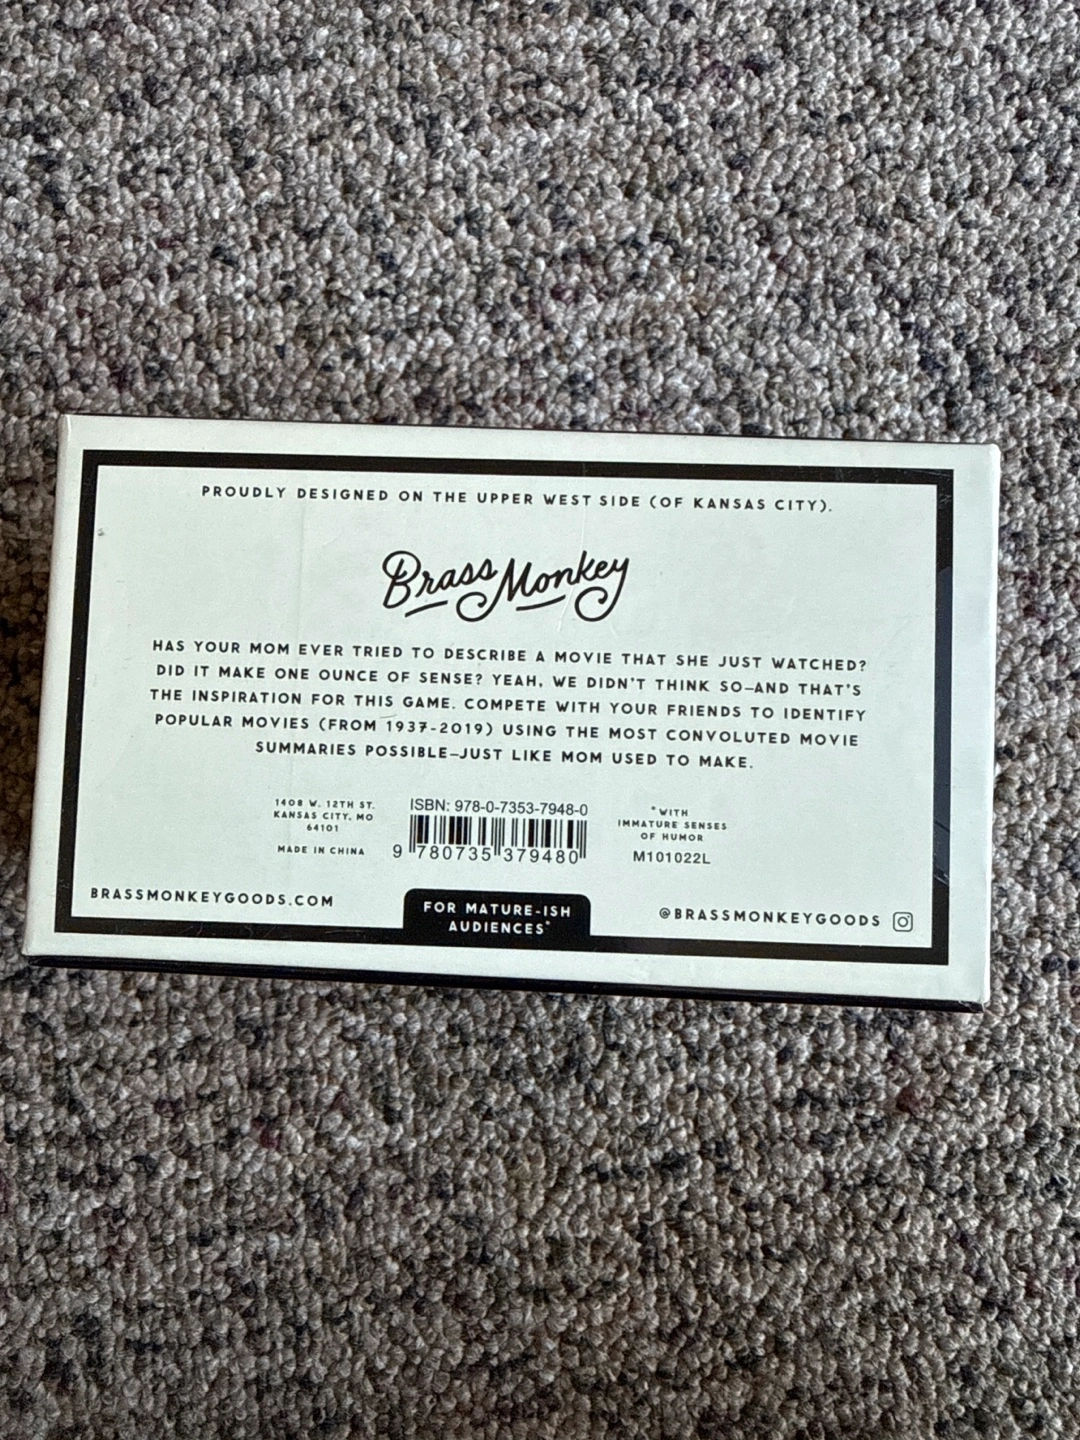 PROUDLY DESIGNED ON THE UPPER WEST SIDE (OF KANSAS CITY).
Brass Monkey
HAS YOUR MOM EVER TRIED TO DESCRIBE A MOVIE THAT SHE JUST WATCHED?
DID IT MAKE ONE OUNCE OF SENSE? YEAH, WE DIDN'T THINK SO–AND THAT'S
THE INSPIRATION FOR THIS GAME. COMPETE WITH YOUR FRIENDS TO IDENTIFY
POPULAR MOVIES (FROM 1937-2019) USING THE MOST CONVOLUTED MOVIE
SUMMARIES POSSIBLE–JUST LIKE MOM USED TO MAKE.
1408 W. 12TH ST.
KANSAS CITY, MO
64101
MADE IN CHINA
ISBN: 978-0-7353-7948-0
9 780735 379480
*WITH
IMMATURE SENSES
OF HUMOR
M101022L
BRASSMONKEYGOODS.COM
FOR MATURE-ISH
AUDIENCES*
@BRASSMONKEYGOODS